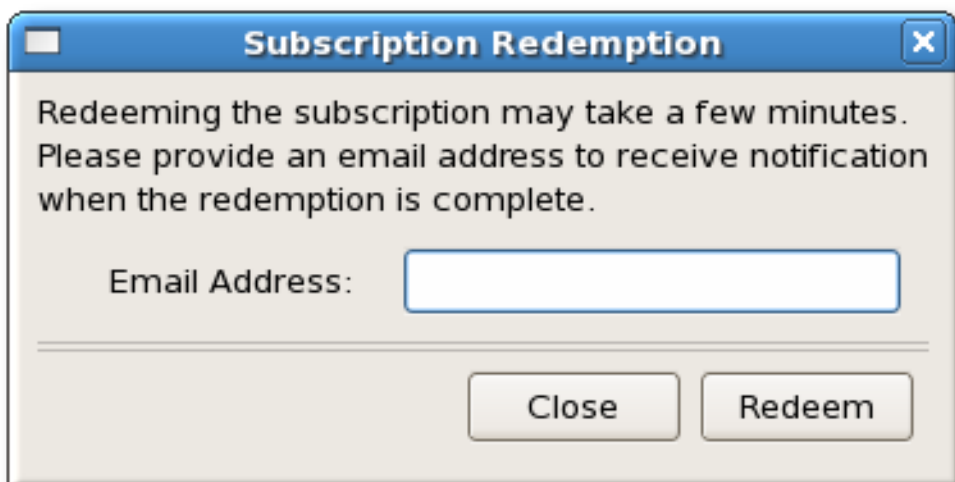 Subscription Redemption
Redeeming the subscription may take a few minutes.
Please provide an email address to receive notification
when the redemption is complete.
Email Address:
Close Redeem